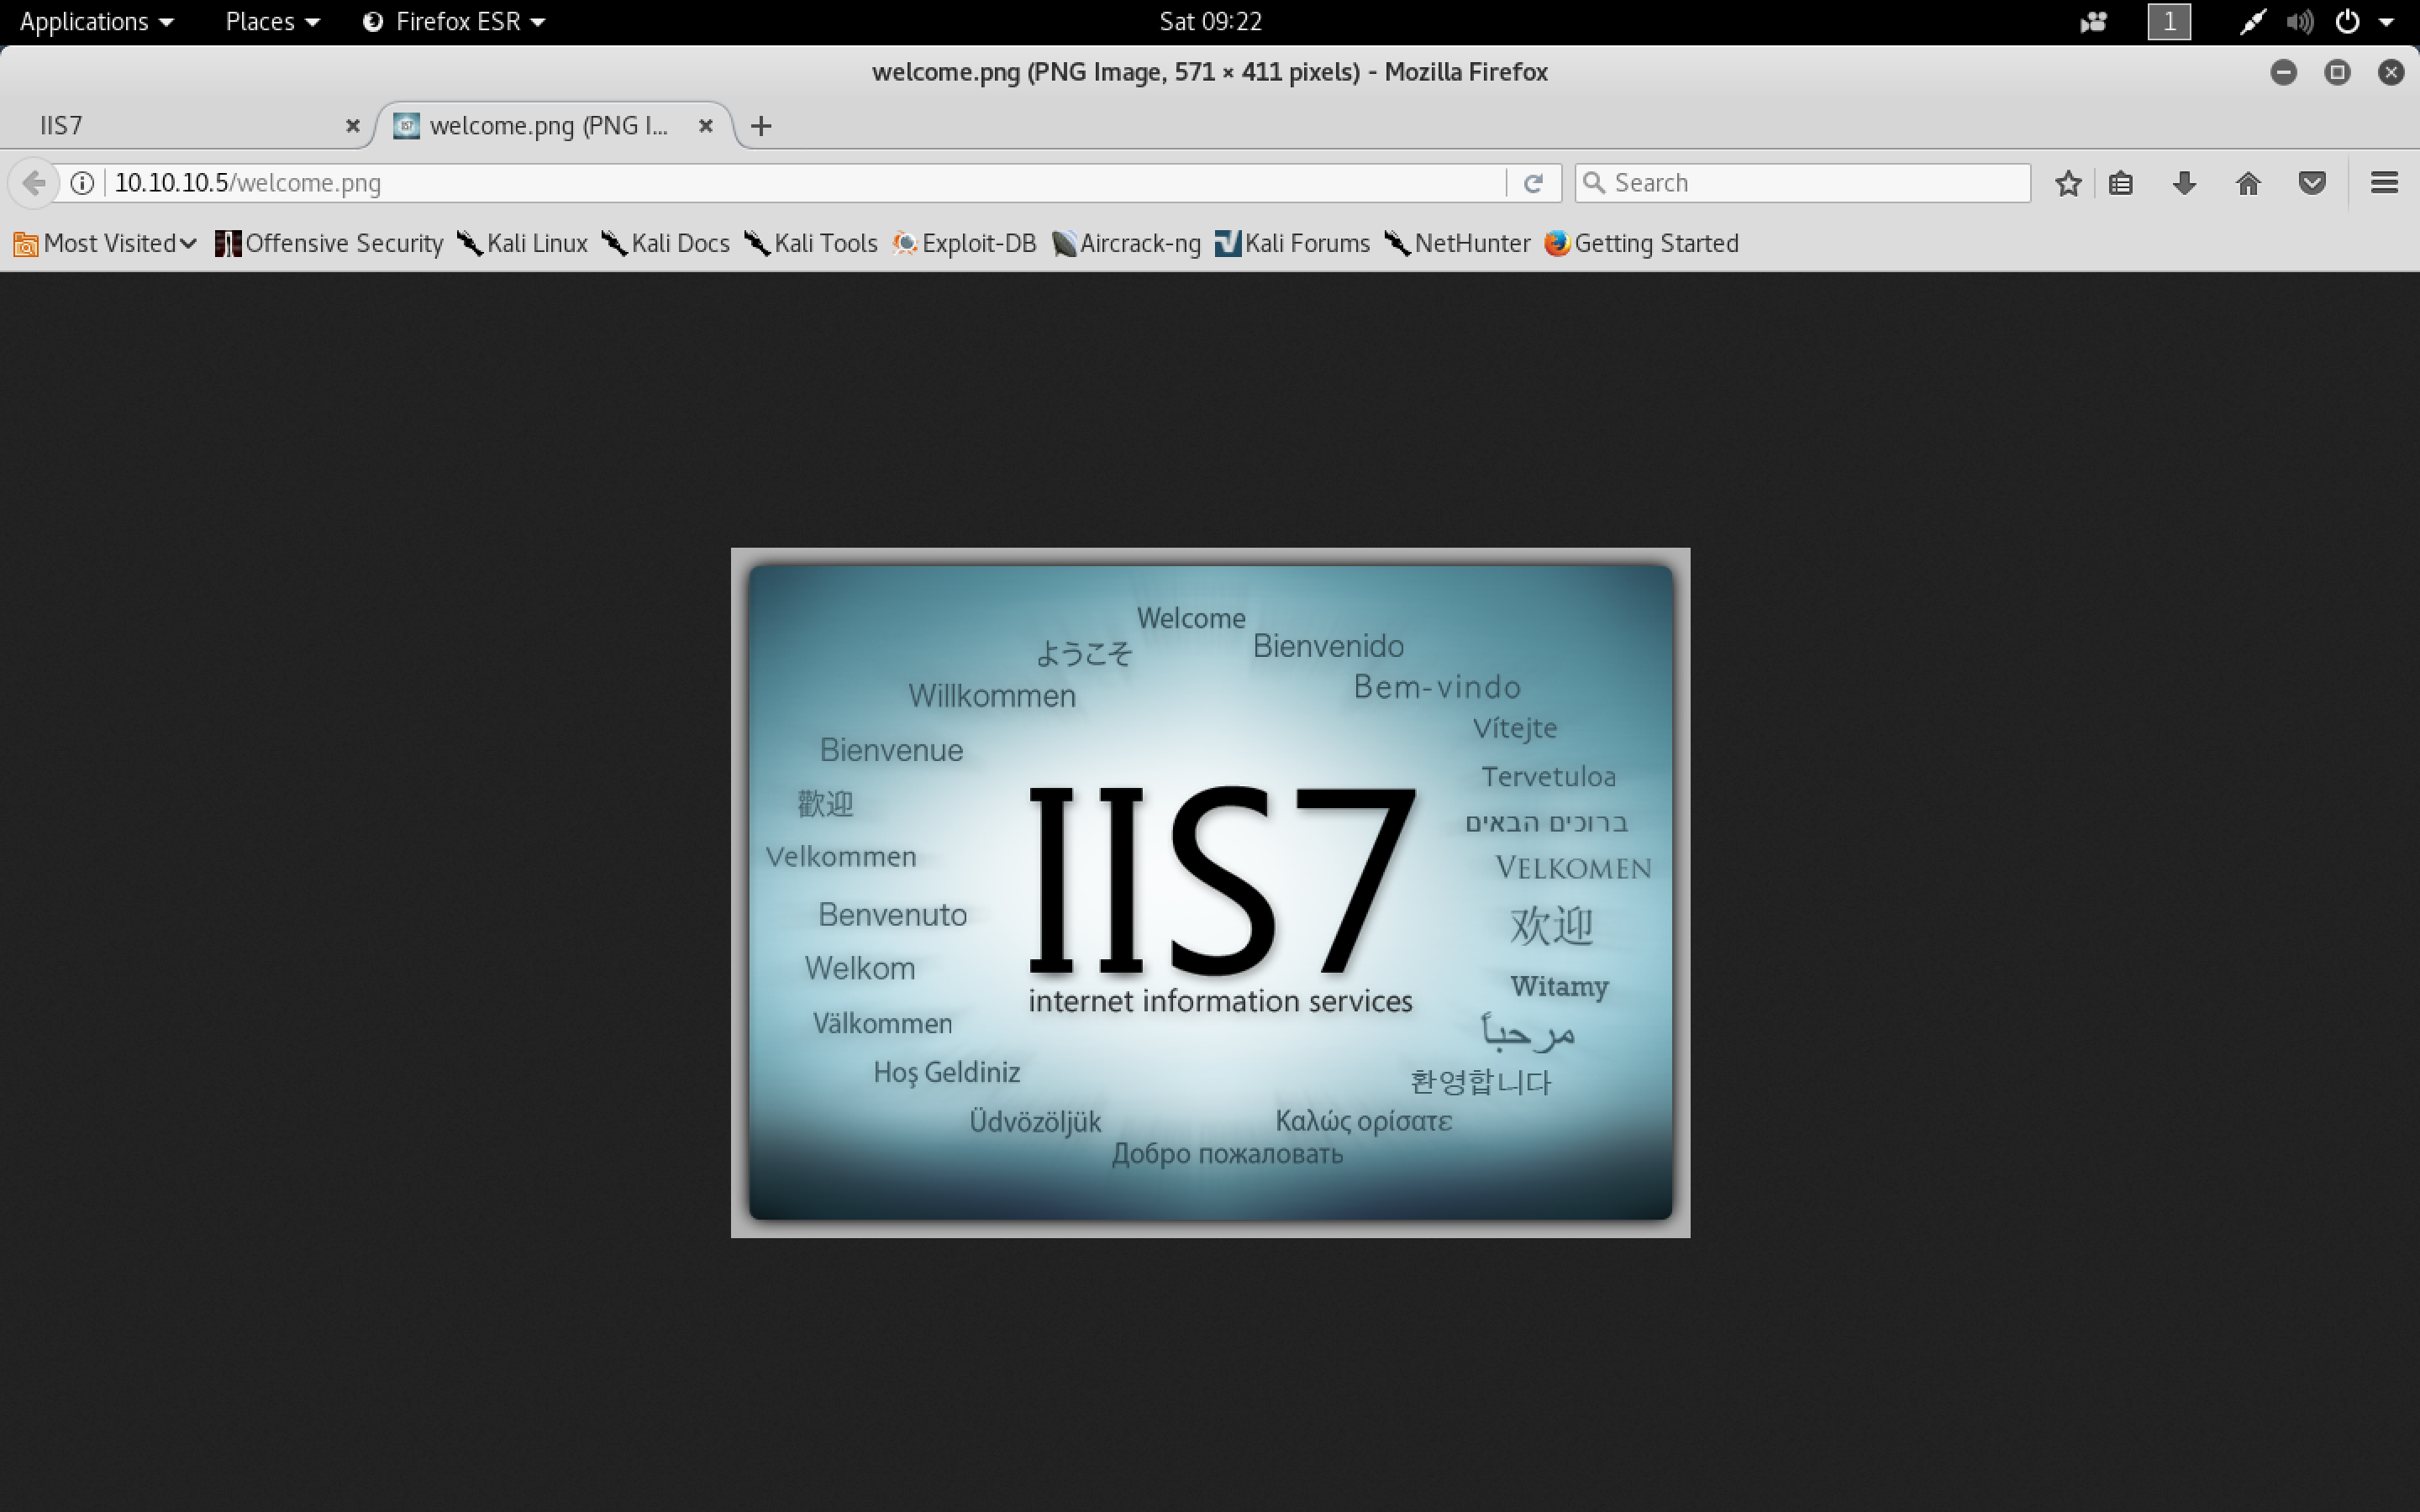 Applications Places Firefox ESR Sat 09:22 1
welcome.png (PNG Image, 571 × 411 pixels) - Mozilla Firefox
IIS7 welcome.png (PNG I...
10.10.10.5/welcome.png Search
Most Visited Offensive Security Kali Linux Kali Docs Kali Tools Exploit-DB Aircrack-ng Kali Forums NetHunter Getting Started
Welcome
ようこそ
Bienvenido
Willkommen
Bem-vindo
Vítejte
Bienvenue
Tervetuloa
歡迎
ברוכים הבאים
Velkommen
VELKOMEN
Benvenuto
欢迎
Welkom
Witamy
Välkommen
مرحباً
Hoş Geldiniz
환영합니다
Üdvözöljük
Καλώς ορίσατε
Добро пожаловать
IIS7
internet information services